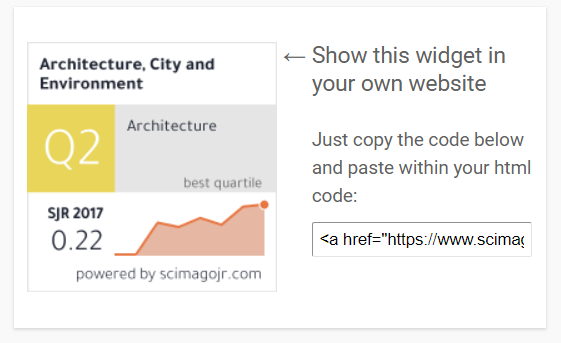 Architecture, City and
Environment
Q2
Architecture
best quartile
SJR 2017
0.22
powered by scimagojr.com
← Show this widget in
your own website
Just copy the code below
and paste within your html
code:
<a href="https://www.scimag